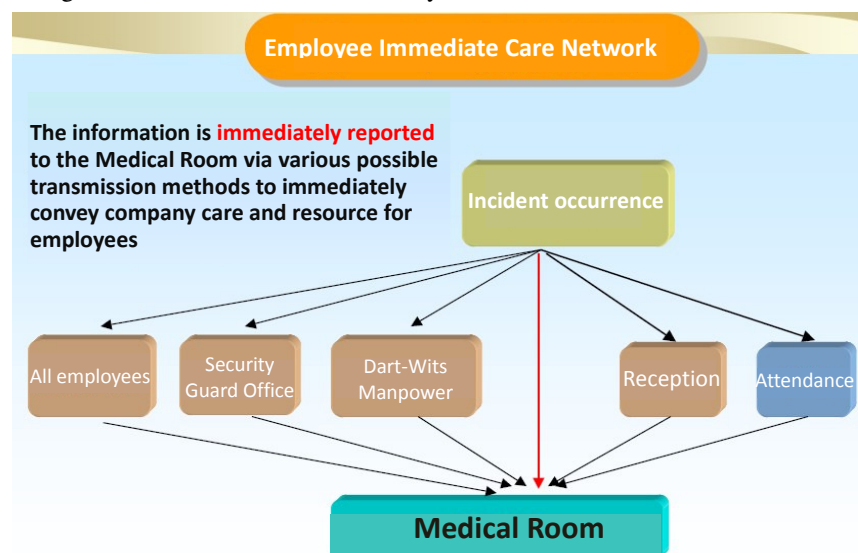 Employee Immediate Care Network
The information is immediately reported
to the Medical Room via various possible
transmission methods to immediately
convey company care and resource for
employees
Incident occurrence
All employees
Security
Guard Office
Dart-Wits
Manpower
Reception
Attendance
Medical Room